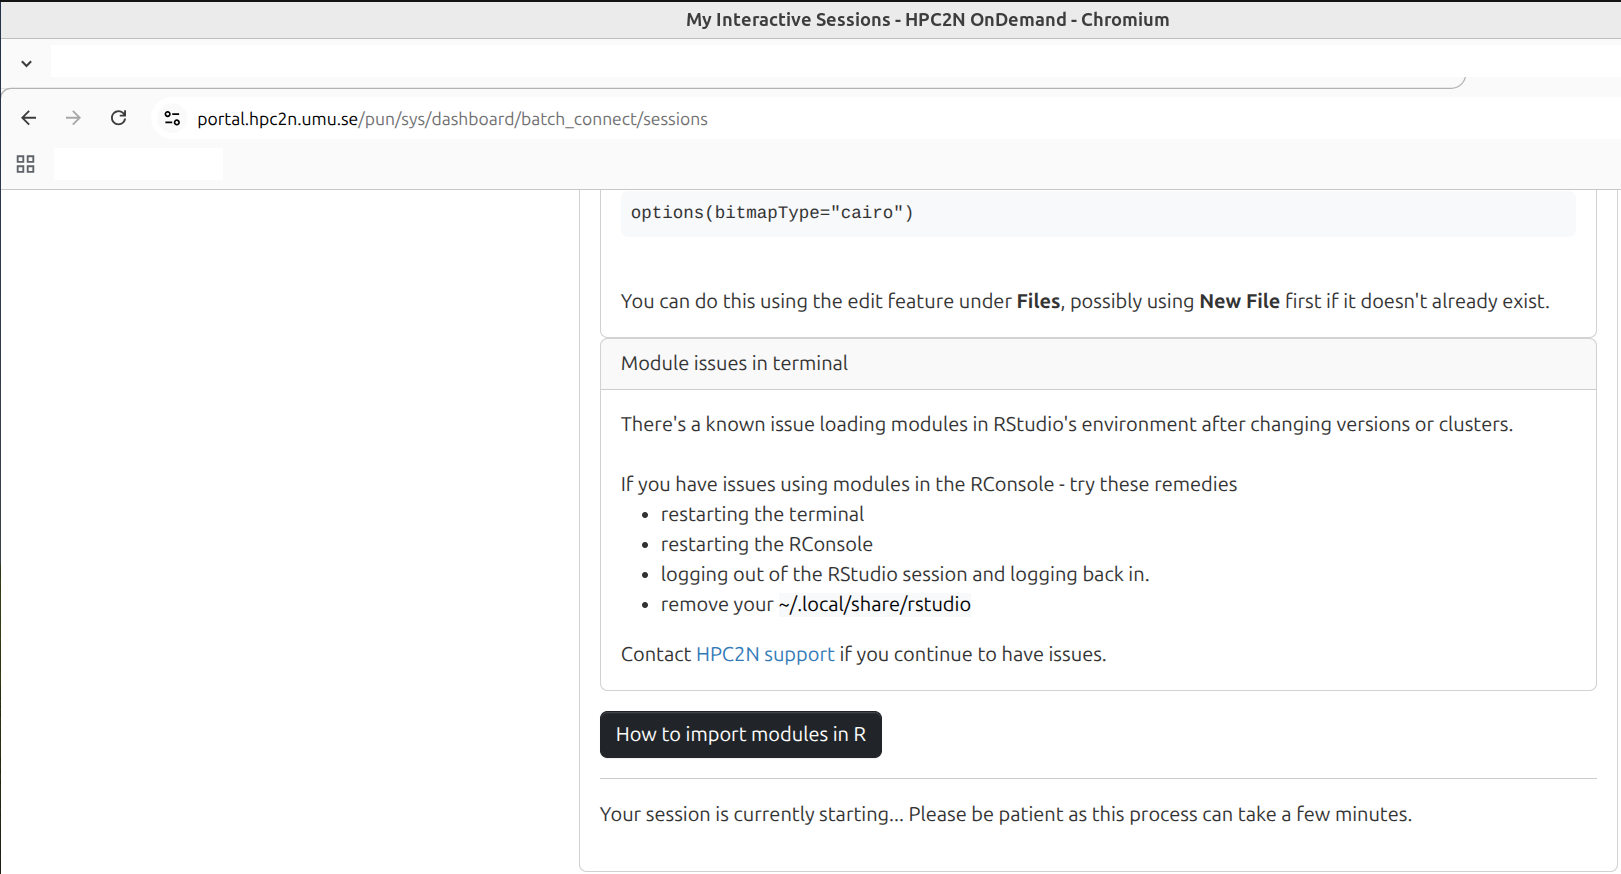 My Interactive Sessions - HPC2N OnDemand - Chromium
portal.hpc2n.umu.se/pun/sys/dashboard/batch_connect/sessions
options(bitmapType="cairo")
You can do this using the edit feature under Files, possibly using New File first if it doesn't already exist.
Module issues in terminal
There's a known issue loading modules in RStudio's environment after changing versions or clusters.
If you have issues using modules in the RConsole - try these remedies
• restarting the terminal
• restarting the RConsole
• logging out of the RStudio session and logging back in.
• remove your ~/.local/share/rstudio
Contact HPC2N support if you continue to have issues.
How to import modules in R
Your session is currently starting... Please be patient as this process can take a few minutes.